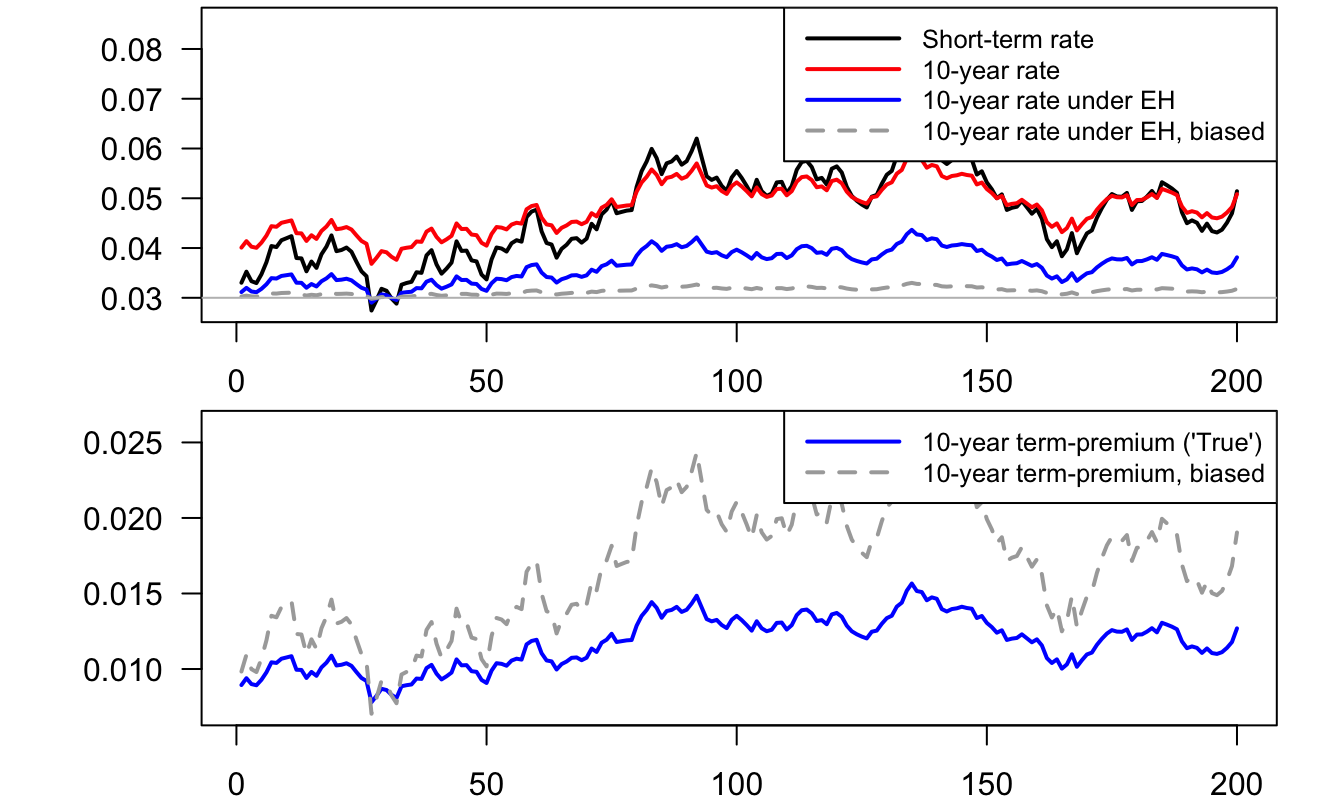 0.08
0.07
0.06
0.05
0.04
0.03
Short-term rate
10-year rate
10-year rate under EH
10-year rate under EH, biased
0 50 100 150 200
0.025
0.020
0.015
0.010
10-year term-premium ('True')
10-year term-premium, biased
0 50 100 150 200